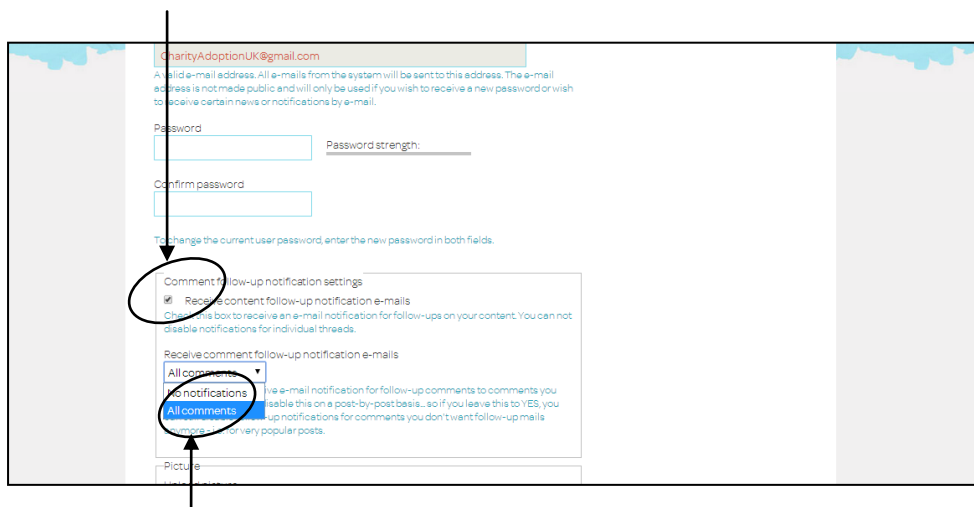 CharityAdoptionUK@gmail.com
A valid e-mail address. All e-mails from the system will be sent to this address. The e-mail
address is not made public and will only be used if you wish to receive a new password or wish
to receive certain news or notifications by e-mail.
Password
Password strength:
Confirm password
To change the current user password, enter the new password in both fields.
Comment follow-up notification settings
Receive content follow-up notification e-mails
Check this box to receive an e-mail notification for follow-ups on your content. You can not
disable notifications for individual threads.
Receive comment follow-up notification e-mails
All comments
No notifications
ve e-mail notification for follow-up comments to comments you
All comments
isable this on a post-by-post basis... so if you leave this to YES, you
-up notifications for comments you don't want follow-up mails
anymore - for very popular posts.
Picture